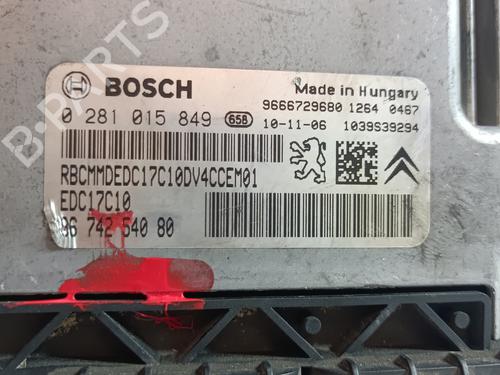 B-PARTS
BOSCH
Made in Hungary
9666729680 1264 0467
0 281 015 849 65B 10-11-06 1039S39294
RBCMMDEDC17C10DV4CCEM01
EDC17C10
96 742 540 80